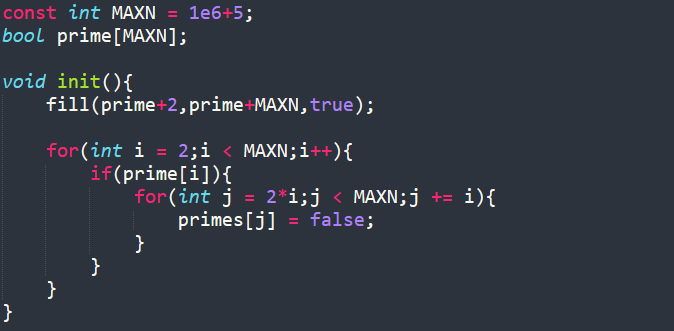 const int MAXN = 1e6+5;
bool prime[MAXN];

void init(){
    fill(prime+2,prime+MAXN,true);

    for(int i = 2;i < MAXN;i++){
        if(prime[i]){
            for(int j = 2*i;j < MAXN;j += i){
                primes[j] = false;
            }
        }
    }
}